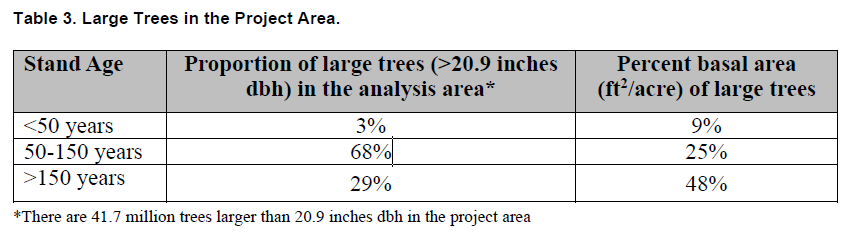 Table 3. Large Trees in the Project Area.
Stand Age
Proportion of large trees (>20.9 inches
dbh) in the analysis area*
Percent basal area
(ft²/acre) of large trees
<50 years
3%
9%
50-150 years
68%
25%
>150 years
29%
48%
*There are 41.7 million trees larger than 20.9 inches dbh in the project area